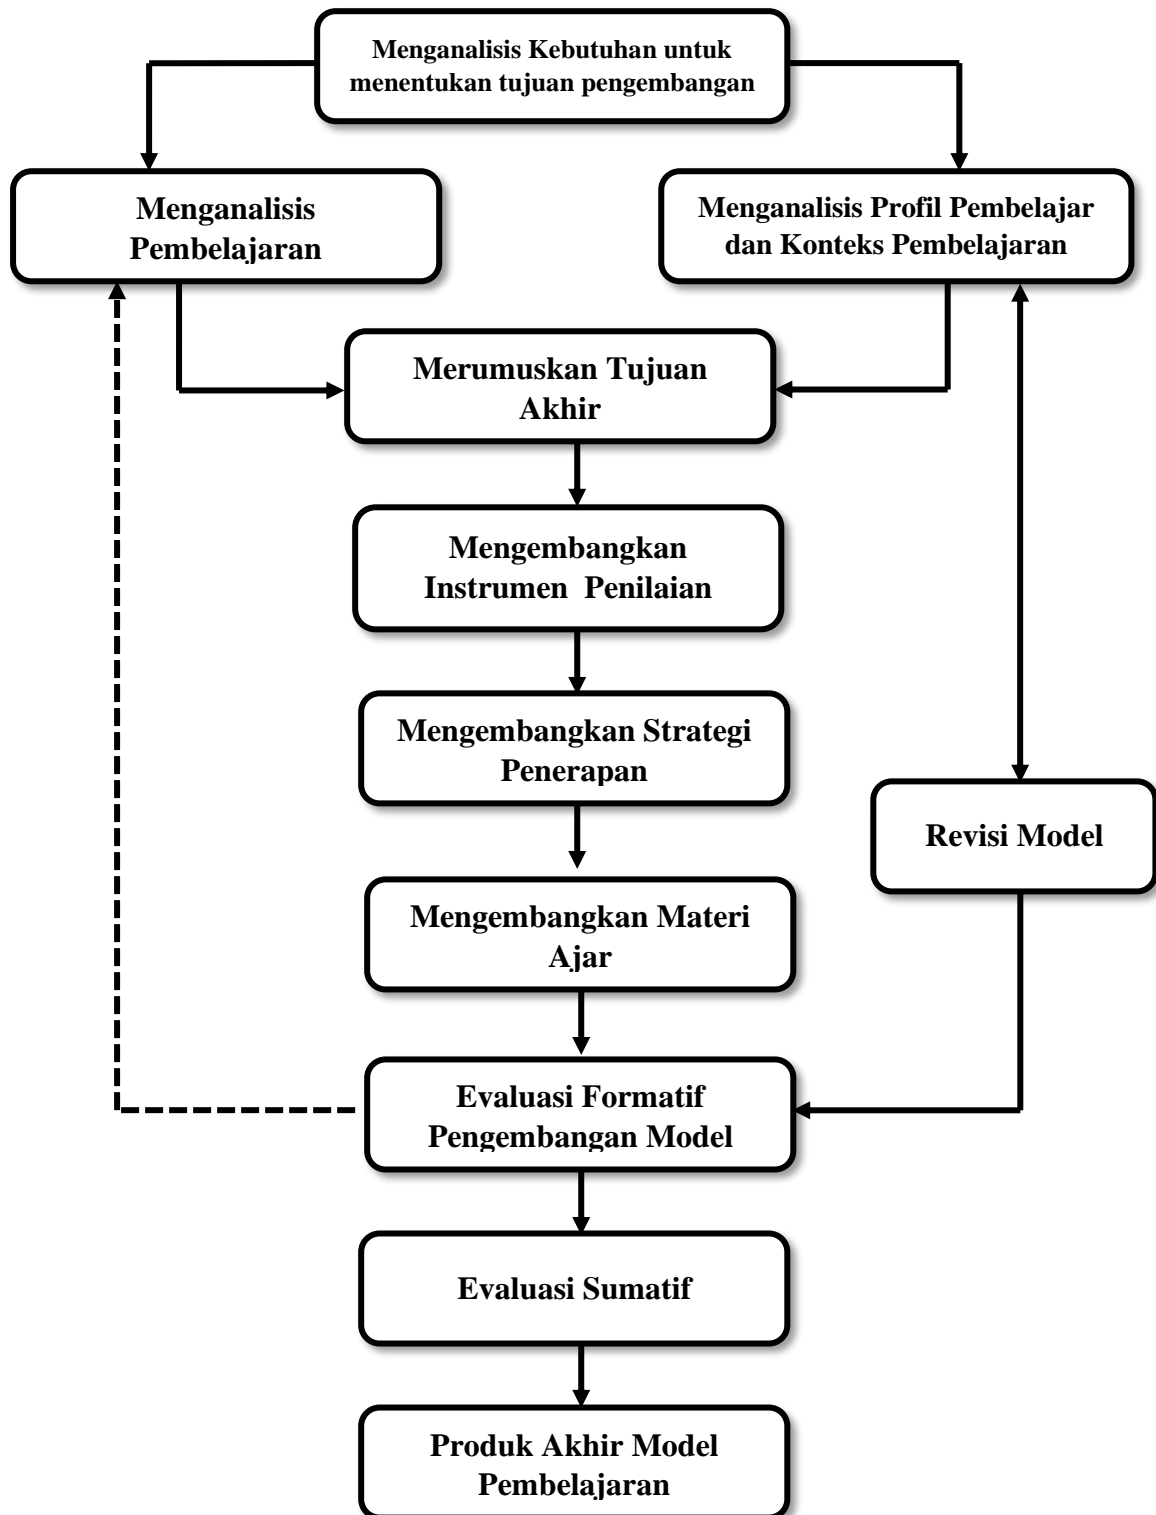 Menganalisis Kebutuhan untuk
menentukan tujuan pengembangan
Menganalisis
Pembelajaran
Menganalisis Profil Pembelajar
dan Konteks Pembelajaran
Merumuskan Tujuan
Akhir
Mengembangkan
Instrumen  Penilaian
Mengembangkan Strategi
Penerapan
Revisi Model
Mengembangkan Materi
Ajar
Evaluasi Formatif
Pengembangan Model
Evaluasi Sumatif
Produk Akhir Model
Pembelajaran